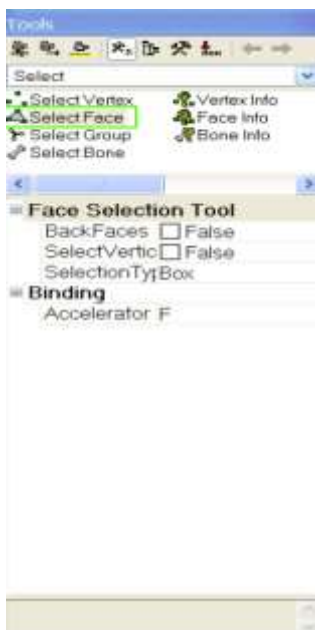 Tools
Select
Select Vertex Vertex Info
Select Face Face Info
Select Group Bone Info
Select Bone
Face Selection Tool
BackFaces False
SelectVertic False
SelectionTyp Box
Binding
Accelerator F